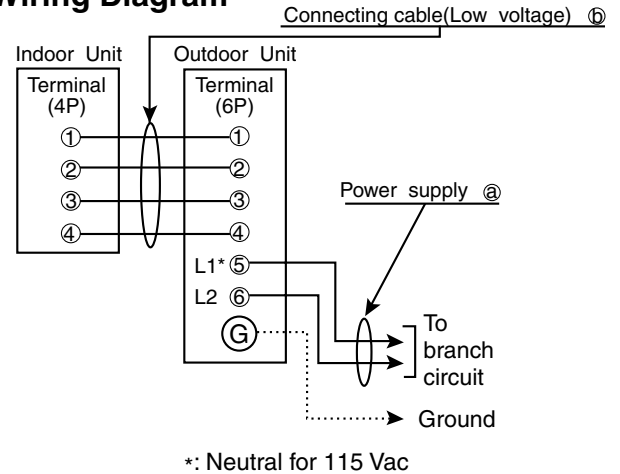 Wiring Diagram
Connecting cable(Low voltage) ⓑ
Indoor Unit
Outdoor Unit
Terminal
(4P)
Terminal
(6P)
① ①
② ②
③ ③
④ ④
L1* ⑤
L2 ⑥
G
Power supply ⓐ
To
branch
circuit
Ground
*: Neutral for 115 Vac